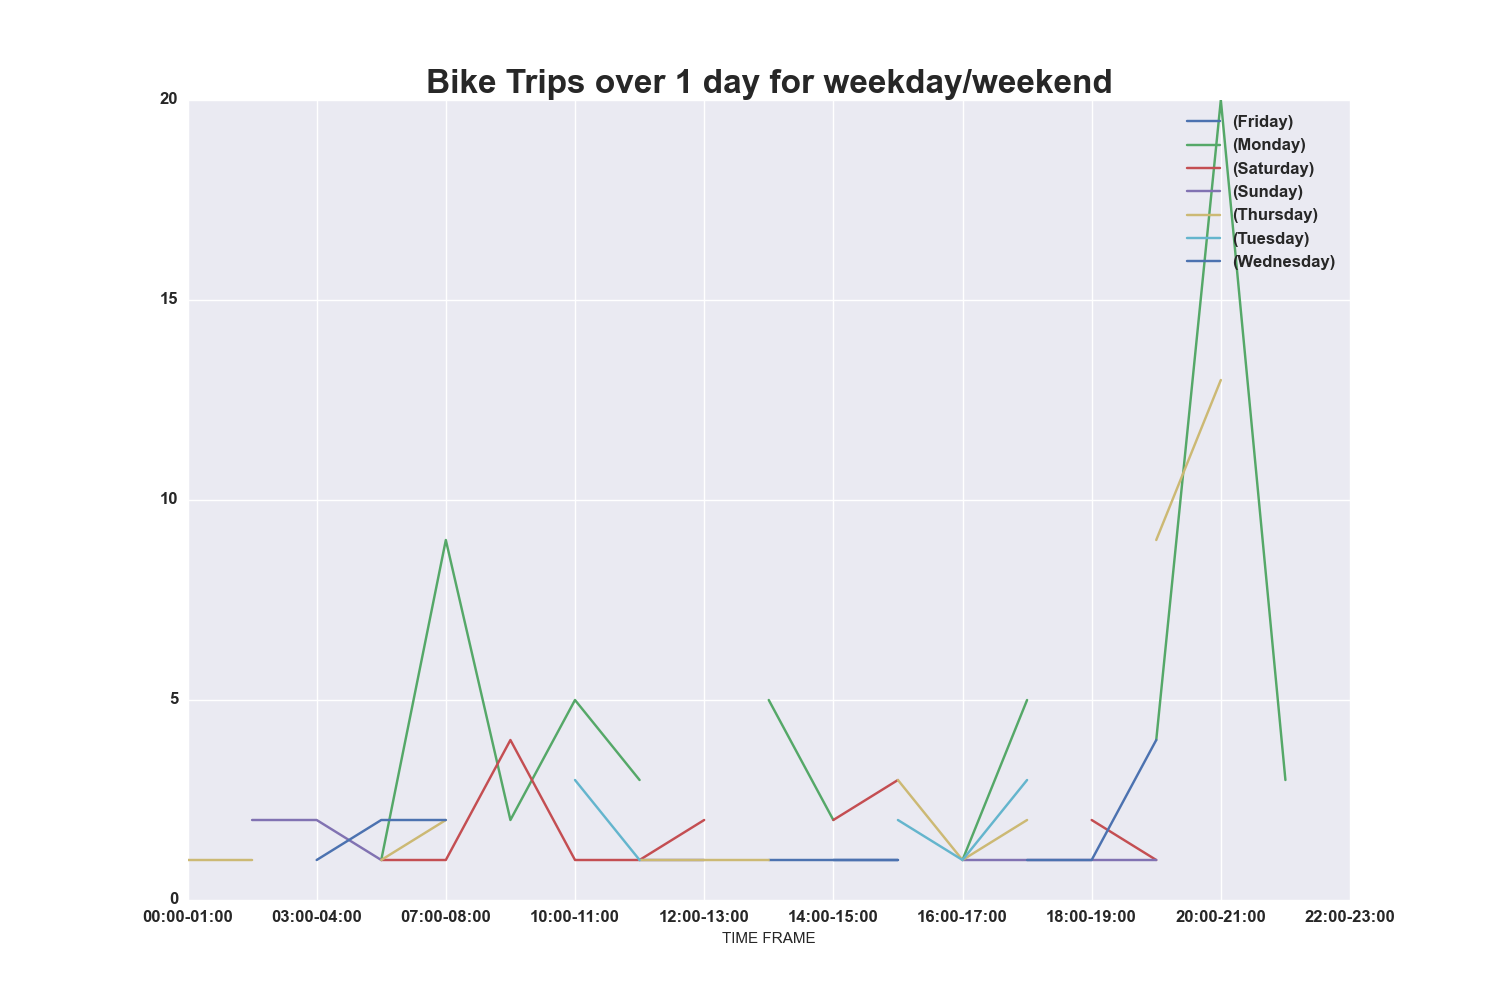 Bike Trips over 1 day for weekday/weekend
20
15
10
5
0
(Friday)
(Monday)
(Saturday)
(Sunday)
(Thursday)
(Tuesday)
(Wednesday)
00:00-01:00 03:00-04:00 07:00-08:00 10:00-11:00 12:00-13:00 14:00-15:00 16:00-17:00 18:00-19:00 20:00-21:00 22:00-23:00
TIME FRAME